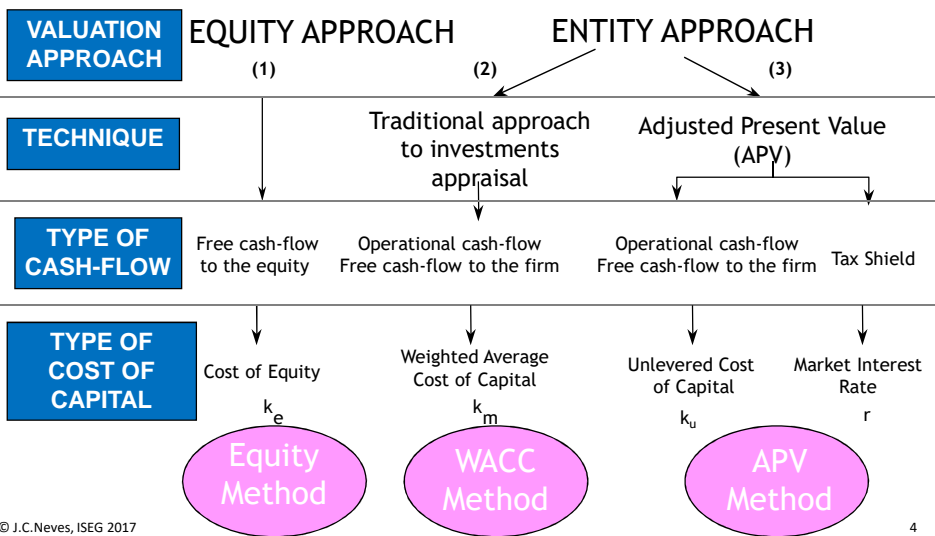 VALUATION
APPROACH
EQUITY APPROACH
ENTITY APPROACH
(1)
(2)
(3)
TECHNIQUE
Traditional approach
to investments
appraisal
Adjusted Present Value
(APV)
TYPE OF
CASH-FLOW
Free cash-flow
to the equity
Operational cash-flow
Free cash-flow to the firm
Operational cash-flow
Free cash-flow to the firm
Tax Shield
TYPE OF
COST OF
CAPITAL
Cost of Equity
ke
Weighted Average
Cost of Capital
km
Unlevered Cost
of Capital
ku
Market Interest
Rate
r
Equity
Method
WACC
Method
APV
Method
© J.C.Neves, ISEG 2017
4